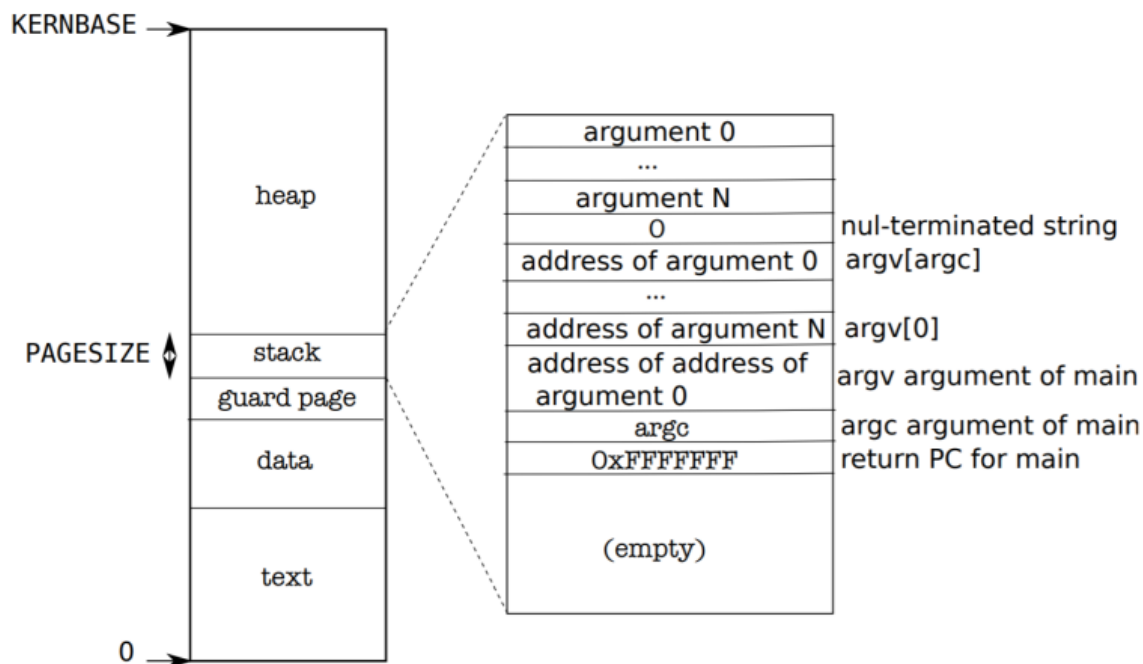 KERNBASE
heap
PAGESIZE
stack
guard page
data
text
0
argument 0
...
argument N
0 nul-terminated string
address of argument 0 argv[argc]
...
address of argument N argv[0]
address of address of
argument 0 argv argument of main
argc argc argument of main
0xFFFFFFF return PC for main
(empty)